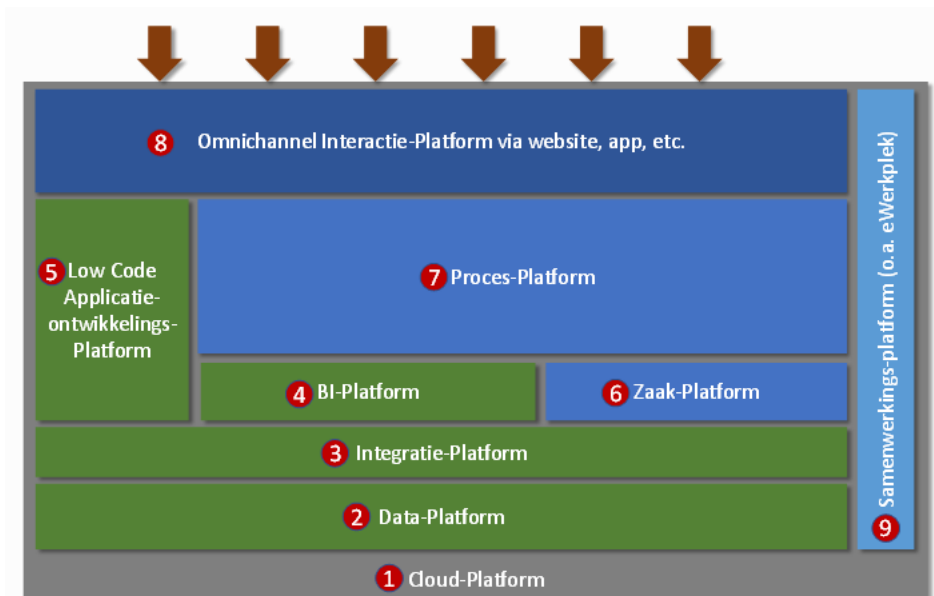 8 Omnichannel Interactie-Platform via website, app, etc.
5 Low Code
Applicatie-
ontwikkelings-
Platform
7 Proces-Platform
4 BI-Platform
6 Zaak-Platform
3 Integratie-Platform
2 Data-Platform
1 Cloud-Platform
9 Samenwerkings-platform (o.a. eWerkplek)